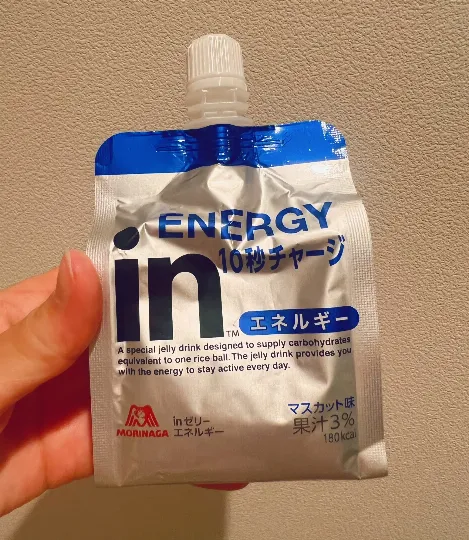 ENERGY
10秒チャージ
in™
エネルギー
A special jelly drink designed to supply carbohydrates
equivalent to one rice ball. The jelly drink provides you
with the energy to stay active every day.
MORINAGA
inゼリー
エネルギー
マスカット味
果汁3%
180kcal